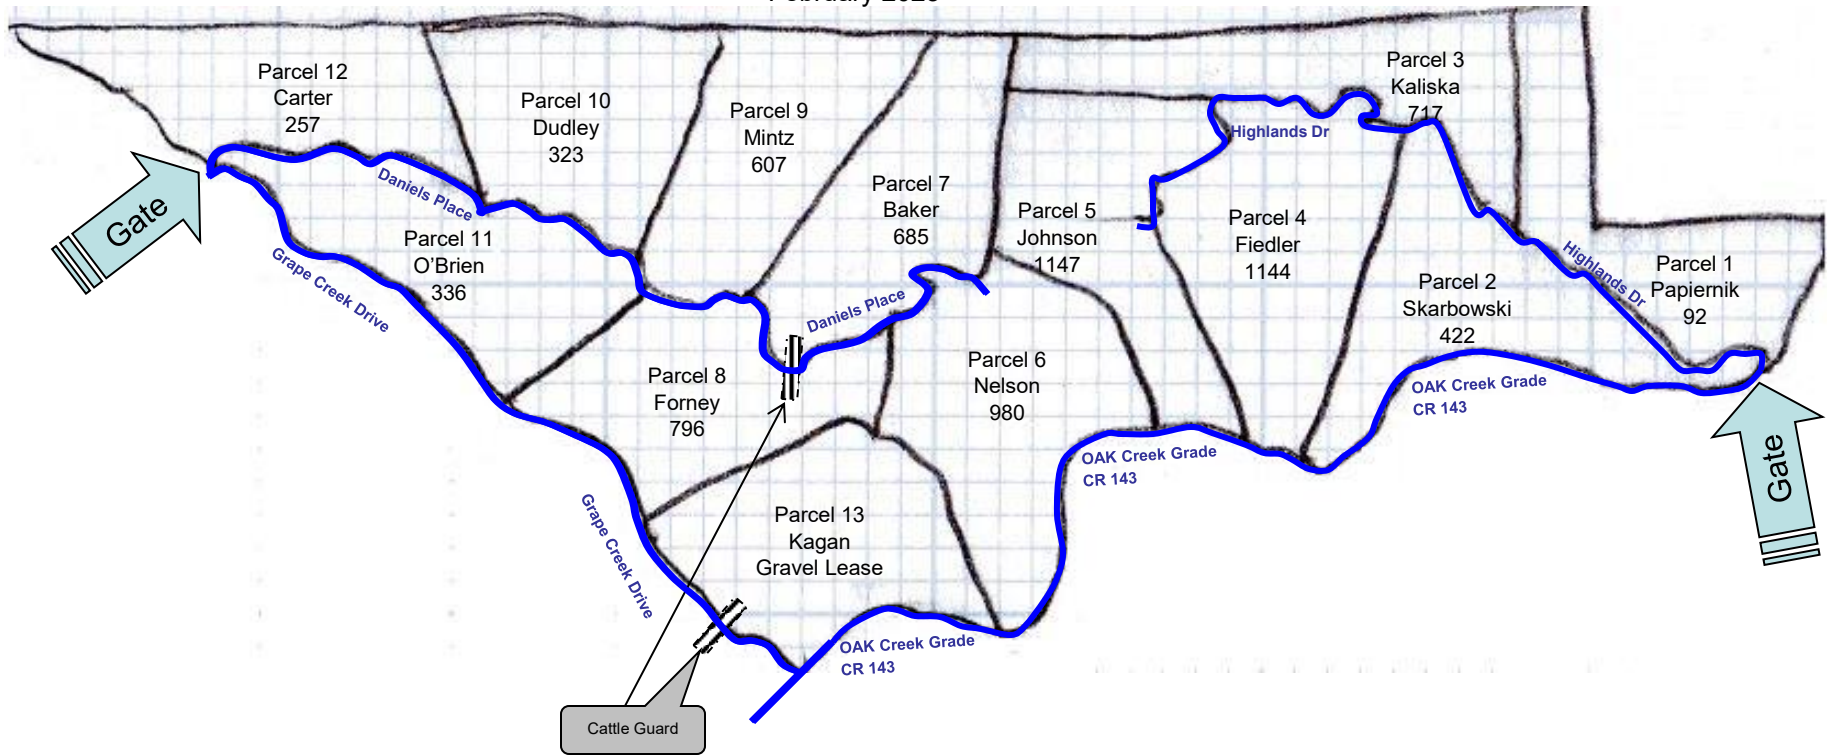 Parcel 12
Carter
257
Parcel 10
Dudley
323
Parcel 9
Mintz
607
Parcel 7
Baker
685
Parcel 5
Johnson
1147
Parcel 4
Fiedler
1144
Parcel 3
Kaliska
717
Parcel 2
Skarbowski
422
Parcel 1
Papiernik
92
Parcel 11
O'Brien
336
Parcel 8
Forney
796
Parcel 6
Nelson
980
Parcel 13
Kagan
Gravel Lease
Gate
Gate
Daniels Place
Daniels Place
Highlands Dr
Highlands Dr
Grape Creek Drive
Grape Creek Drive
OAK Creek Grade
CR 143
OAK Creek Grade
CR 143
OAK Creek Grade
CR 143
Cattle Guard